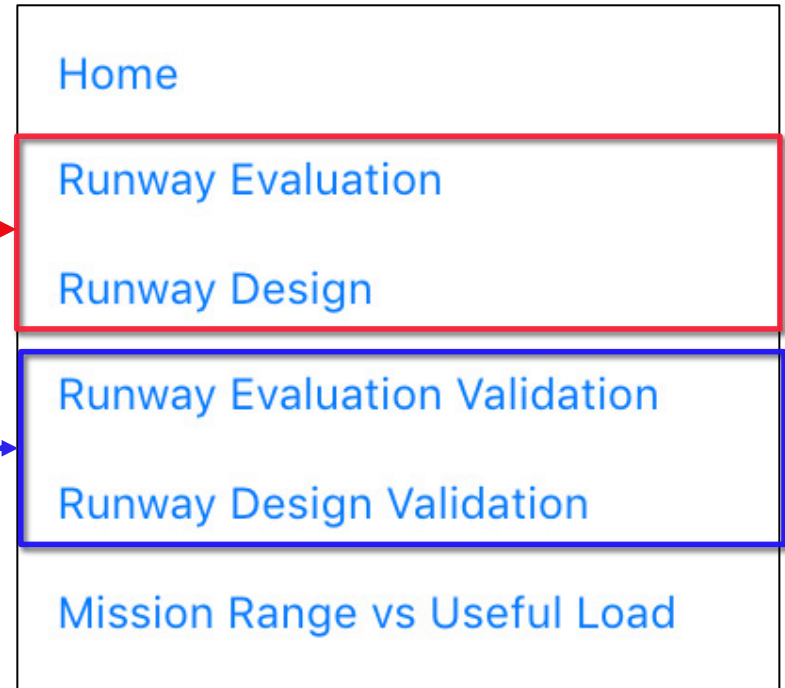 Home
Runway Evaluation
Runway Design
Runway Evaluation Validation
Runway Design Validation
Mission Range vs Useful Load